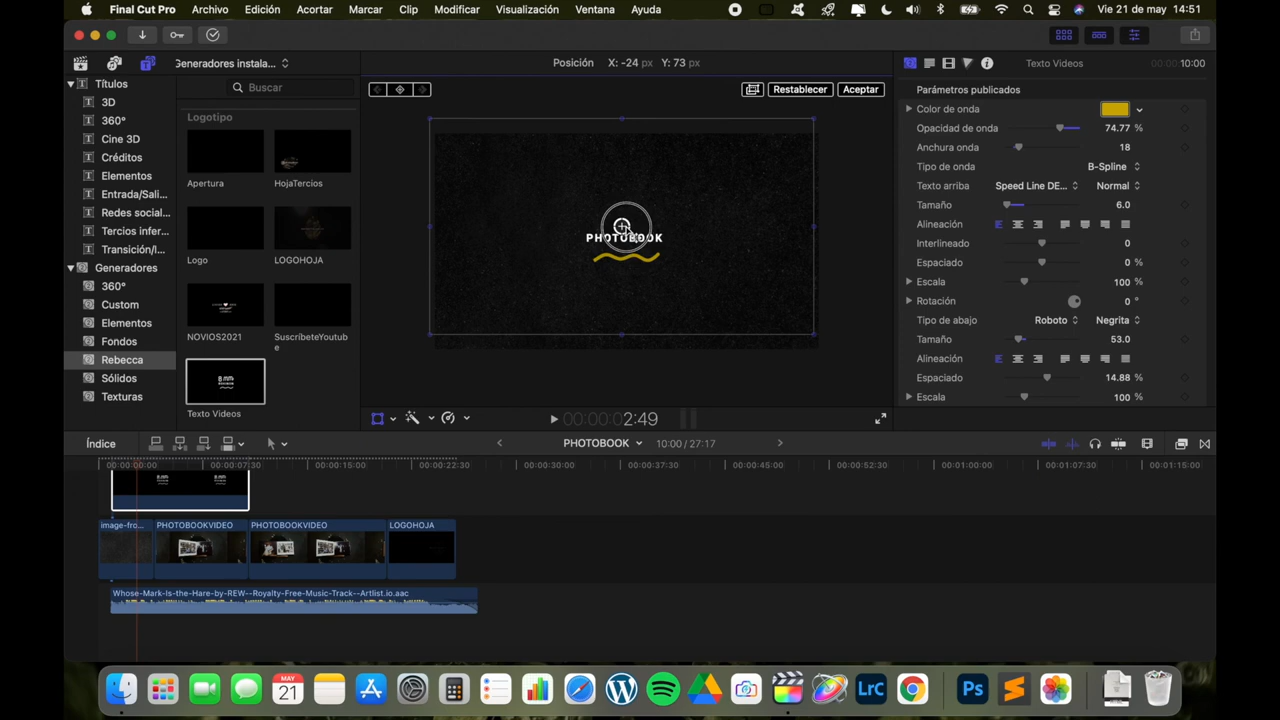 Final Cut Pro Archivo Edición Acortar Marcar Clip Modificar Visualización Ventana Ayuda Vie 21 de may 14:51
Generadores instala...
Posición X: -24 px Y: 73 px
Texto Videos 00:00:10:00
Títulos
3D
360°
Cine 3D
Créditos
Elementos
Entrada/Sali...
Redes social...
Tercios infer...
Transición/I...
Generadores
360°
Custom
Elementos
Fondos
Rebecca
Sólidos
Texturas
Buscar
Logotipo
Apertura
HojaTercios
Logo
LOGOHOJA
NOVIOS2021
SuscríbeteYoutub
e
Texto Videos
Restablecer
Aceptar
PHOTOBOOK
00:00:02:49
Parámetros publicados
Color de onda
Opacidad de onda 74.77 %
Anchura onda 18
Tipo de onda B-Spline
Texto arriba Speed Line DE... Normal
Tamaño 6.0
Alineación
Interlineado 0
Espaciado 0 %
Escala 100 %
Rotación 0 °
Tipo de abajo Roboto Negrita
Tamaño 53.0
Alineación
Espaciado 14.88 %
Escala 100 %
Índice
PHOTOBOOK 10:00 / 27:17
00:00:00:00 00:00:07:30 00:00:15:00 00:00:22:30 00:00:30:00 00:00:37:30 00:00:45:00 00:00:52:30 00:01:00:00 00:01:07:30 00:01:15:00
image-fro... PHOTOBOOKVIDEO PHOTOBOOKVIDEO LOGOHOJA
Whose-Mark-Is-the-Hare-by-REW--Royalty-Free-Music-Track--Artlist.io.aac
MAY
21
LrC
Ps